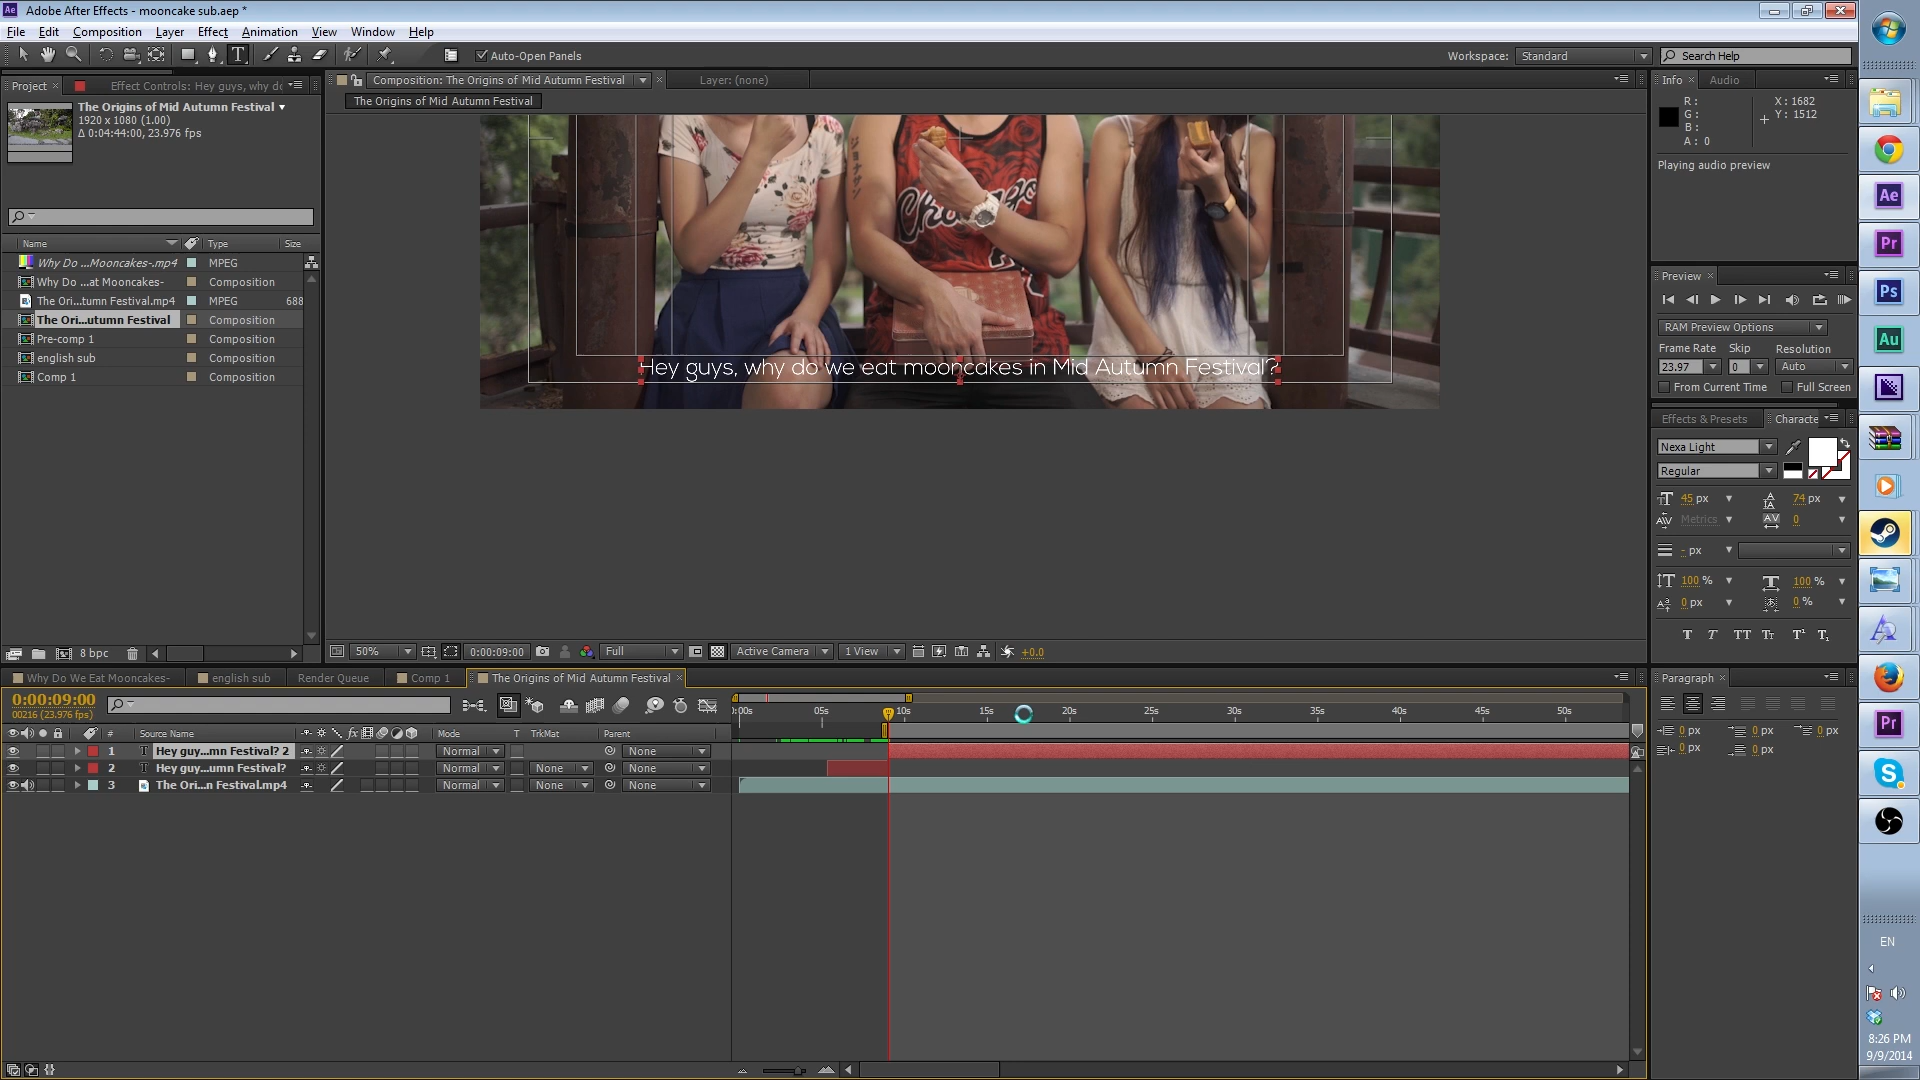 Adobe After Effects - mooncake sub.aep *
File Edit Composition Layer Effect Animation View Window Help
Auto-Open Panels
Workspace: Standard
Search Help
Project
Effect Controls: Hey guys, why do
The Origins of Mid Autumn Festival
1920 x 1080 (1.00)
Δ 0:04:44:00, 23.976 fps
Name Type Size
Why Do ...Mooncakes-.mp4 MPEG
Why Do ...at Mooncakes- Composition
The Ori...tumn Festival.mp4 MPEG 688
The Ori...utumn Festival Composition
Pre-comp 1 Composition
english sub Composition
Comp 1 Composition
8 bpc
Composition: The Origins of Mid Autumn Festival
Layer: (none)
The Origins of Mid Autumn Festival
ジョナサン
Hey guys, why do we eat mooncakes in Mid Autumn Festival?
50% 0:00:09:00 Full Active Camera 1 View +0.0
Info Audio
R :
G :
B :
A : 0
X : 1682
Y : 1512
Playing audio preview
Preview
RAM Preview Options
Frame Rate Skip Resolution
23.97 0 Auto
From Current Time Full Screen
Effects & Presets Characte
Nexa Light
Regular
45 px 74 px
Metrics 0
- px
100 % 100 %
0 px 0 %
Paragraph
0 px 0 px 0 px
0 px 0 px
Why Do We Eat Mooncakes-
english sub
Render Queue
Comp 1
The Origins of Mid Autumn Festival
0:00:09:00
00216 (23.976 fps)
# Source Name Mode T TrkMat Parent
1 T Hey guy...mn Festival? 2 Normal None
2 T Hey guy...umn Festival? Normal None None
3 The Ori...n Festival.mp4 Normal None None
0:00s 05s 10s 15s 20s 25s 30s 35s 40s 45s 50s
Ae
Pr
Ps
Au
Pr
EN
8:26 PM
9/9/2014